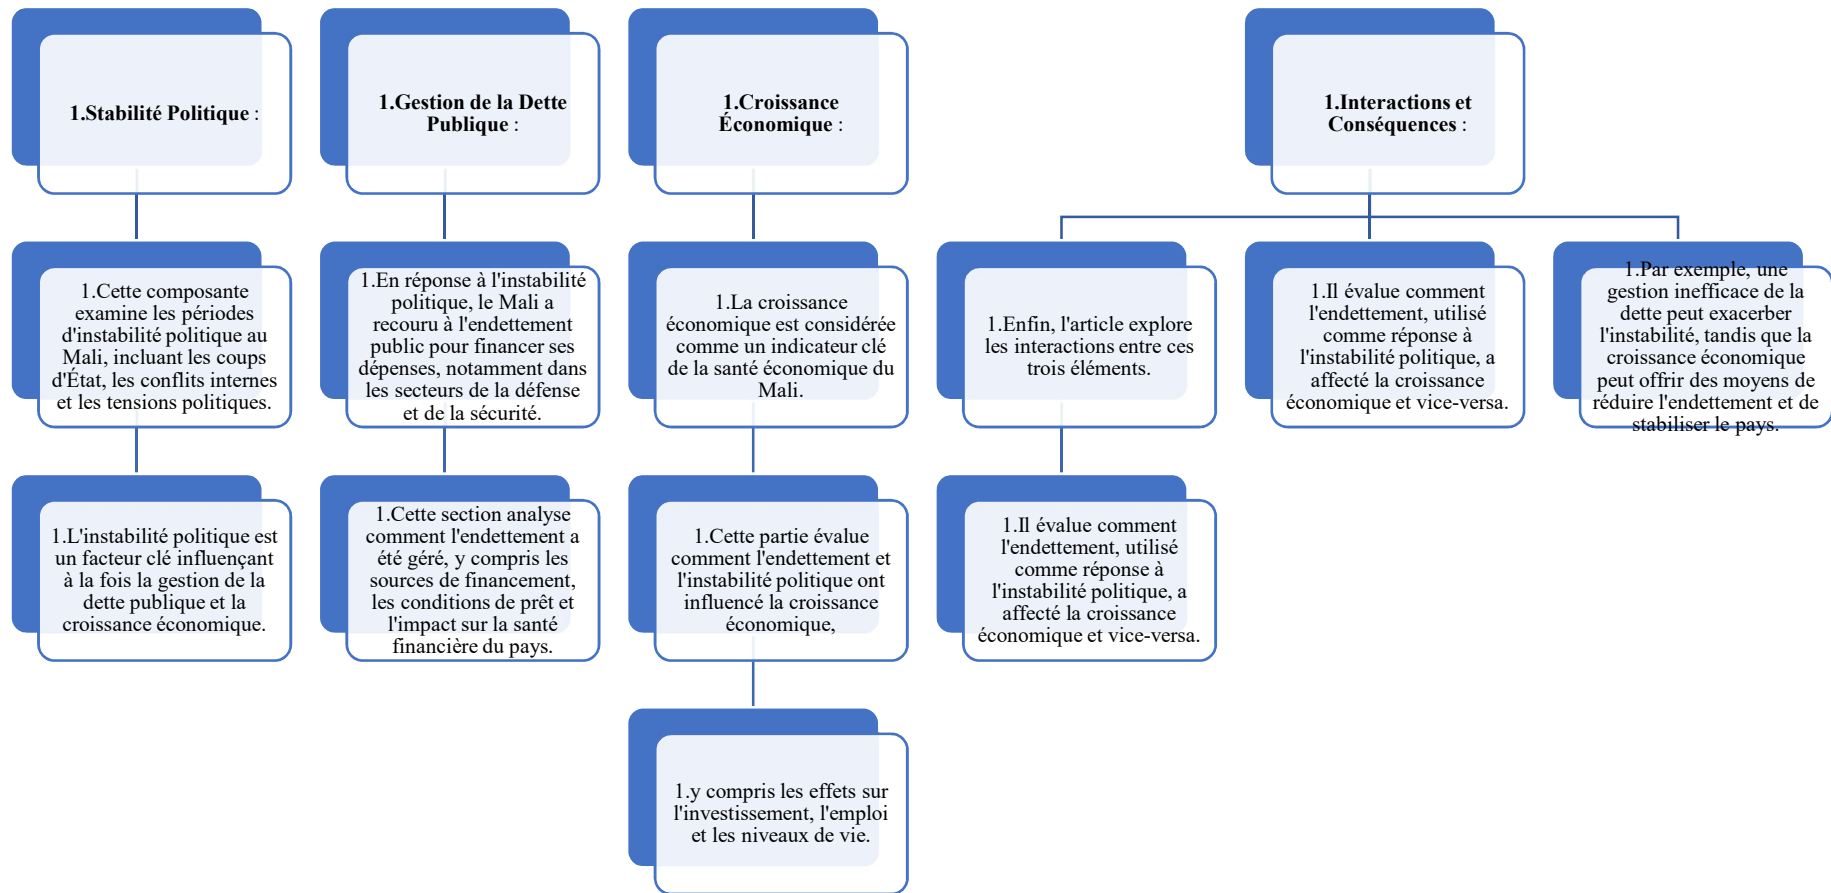 1.Stabilité Politique :
1.Gestion de la Dette
Publique :
1.Croissance
Économique :
1.Interactions et
Conséquences :
1.Cette composante
examine les périodes
d'instabilité politique au
Mali, incluant les coups
d'État, les conflits internes
et les tensions politiques.
1.En réponse à l'instabilité
politique, le Mali a
recouru à l'endettement
public pour financer ses
dépenses, notamment dans
les secteurs de la défense
et de la sécurité.
1.La croissance
économique est considérée
comme un indicateur clé
de la santé économique du
Mali.
1.Enfin, l'article explore
les interactions entre ces
trois éléments.
1.Il évalue comment
l'endettement, utilisé
comme réponse à
l'instabilité politique, a
affecté la croissance
économique et vice-versa.
1.Par exemple, une
gestion inefficace de la
dette peut exacerber
l'instabilité, tandis que la
croissance économique
peut offrir des moyens de
réduire l'endettement et de
stabiliser le pays.
1.L'instabilité politique est
un facteur clé influençant
à la fois la gestion de la
dette publique et la
croissance économique.
1.Cette section analyse
comment l'endettement a
été géré, y compris les
sources de financement,
les conditions de prêt et
l'impact sur la santé
financière du pays.
1.Cette partie évalue
comment l'endettement et
l'instabilité politique ont
influencé la croissance
économique,
1.Il évalue comment
l'endettement, utilisé
comme réponse à
l'instabilité politique, a
affecté la croissance
économique et vice-versa.
1.y compris les effets sur
l'investissement, l'emploi
et les niveaux de vie.